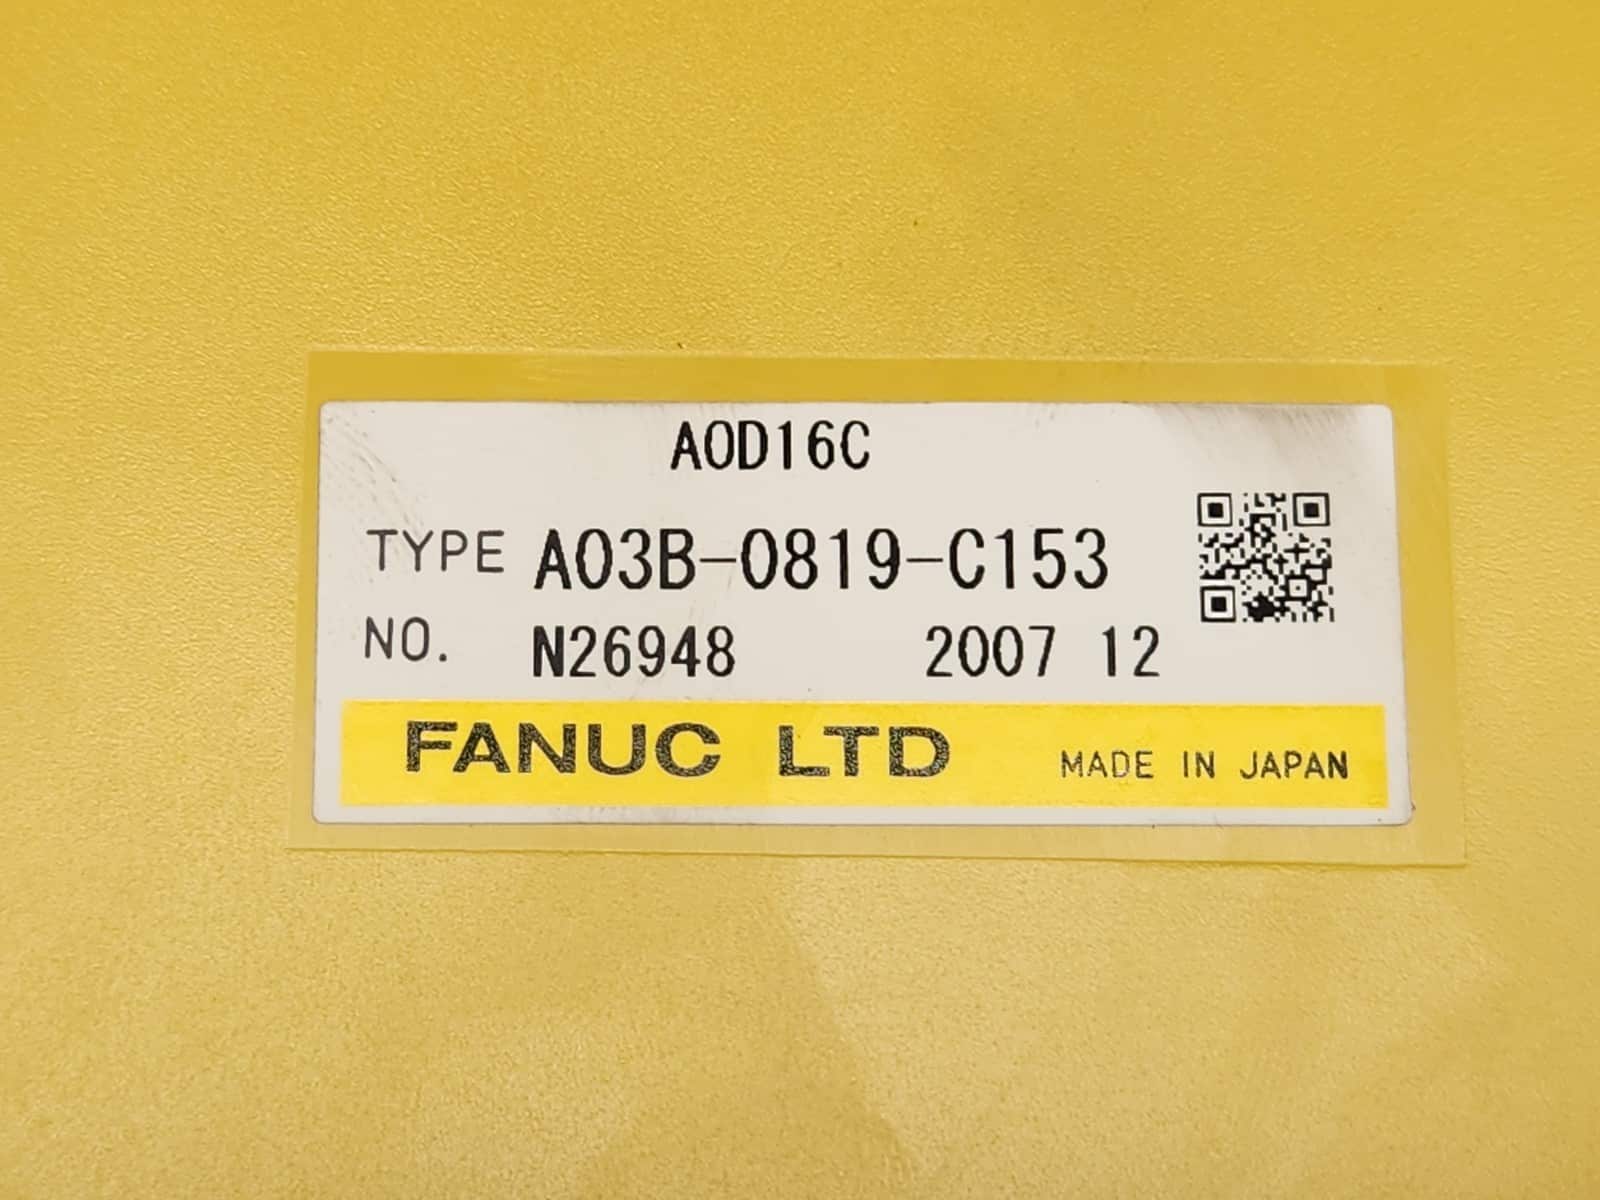 AOD16C
TYPE A03B-0819-C153
NO. N26948 2007 12
FANUC LTD MADE IN JAPAN